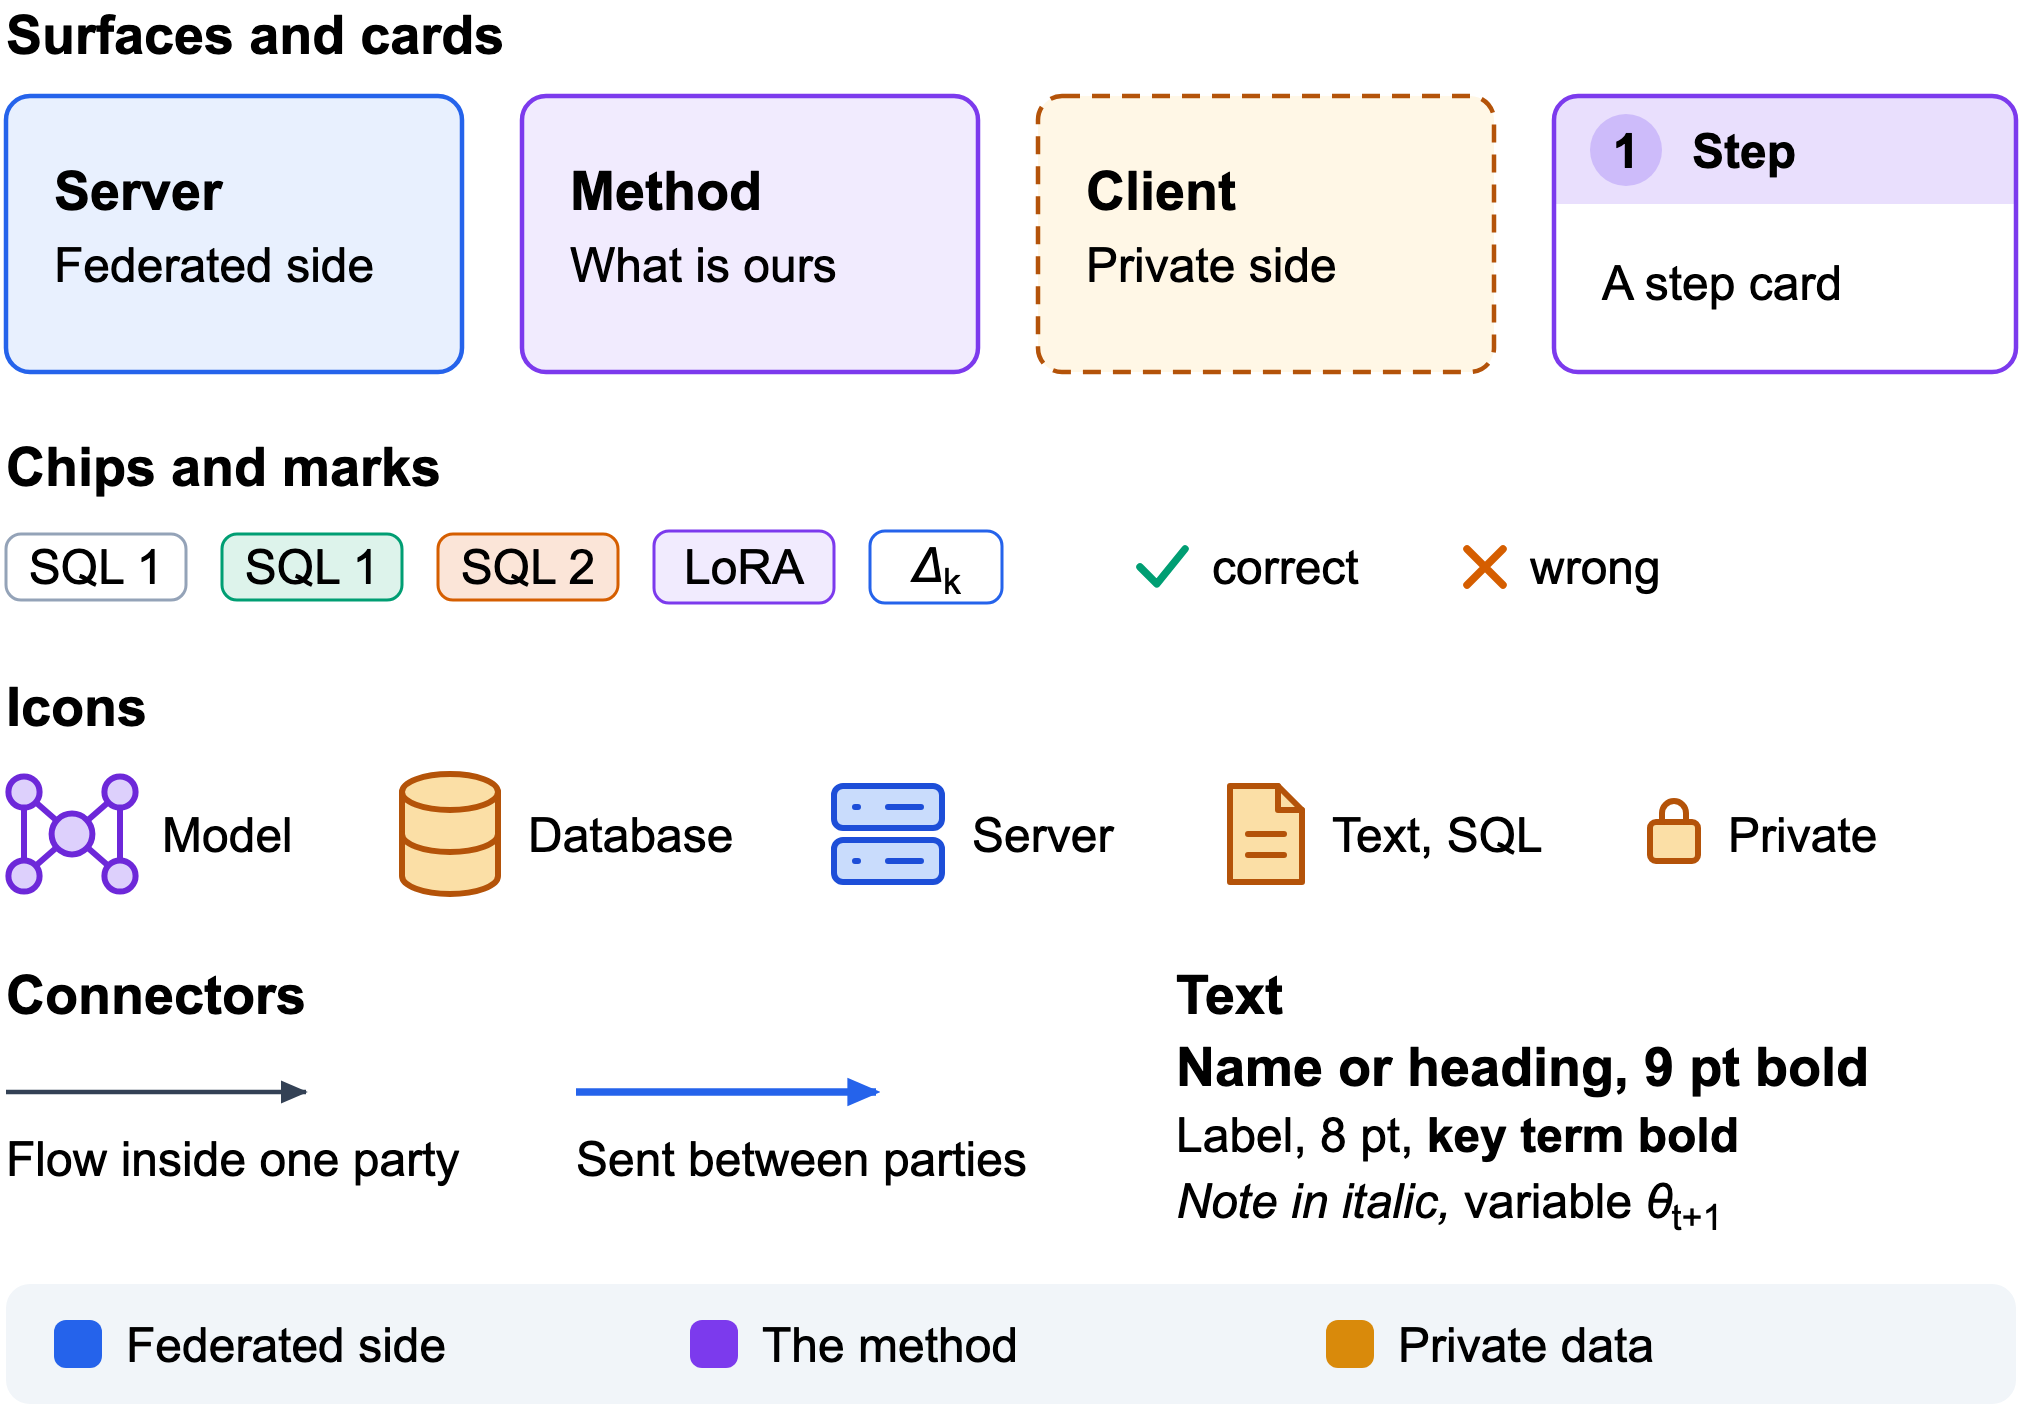 Surfaces and cards
Server
Federated side
Method
What is ours
Client
Private side
1 Step
A step card
Chips and marks
SQL 1
SQL 1
SQL 2
LoRA
Δk
correct
wrong
Icons
Model
Database
Server
Text, SQL
Private
Connectors
Flow inside one party
Sent between parties
Text
Name or heading, 9 pt bold
Label, 8 pt, key term bold
Note in italic, variable θt+1
Federated side
The method
Private data